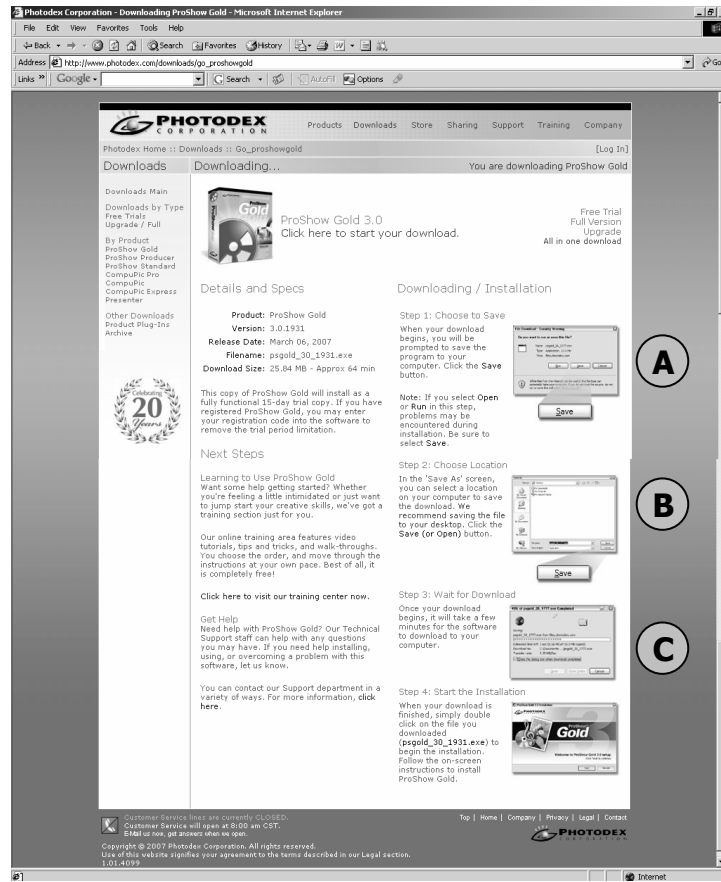 Photodex Corporation - Downloading ProShow Gold - Microsoft Internet Explorer
File Edit View Favorites Tools Help
Back Search Favorites History
Address http://www.photodex.com/downloads/go_proshowgold Go
Links » Google Search AutoFill Options
PHOTODEX
CORPORATION
Products Downloads Store Sharing Support Training Company
Photodex Home :: Downloads :: Go_proshowgold [Log In]
Downloads
Downloading...
You are downloading ProShow Gold
Downloads Main
Downloads by Type
Free Trials
Upgrade / Full
By Product
ProShow Gold
ProShow Producer
ProShow Standard
CompuPic Pro
CompuPic
CompuPic Express
Presenter
Other Downloads
Product Plug-Ins
Archive
Celebrating
20
Years
Gold
ProShow Gold 3.0
Click here to start your download.
Free Trial
Full Version
Upgrade
All in one download
Details and Specs
Product: ProShow Gold
Version: 3.0.1931
Release Date: March 06, 2007
Filename: psgold_30_1931.exe
Download Size: 25.84 MB - Approx 64 min
This copy of ProShow Gold will install as a
fully functional 15-day trial copy. If you have
registered ProShow Gold, you may enter
your registration code into the software to
remove the trial period limitation.
Next Steps
Learning to Use ProShow Gold
Want some help getting started? Whether
you're feeling a little intimidated or just want
to jump start your creative skills, we've got a
training section just for you.
Our online training area features video
tutorials, tips and tricks, and walk-throughs.
You choose the order, and move through the
instructions at your own pace. Best of all, it
is completely free!
Click here to visit our training center now.
Get Help
Need help with ProShow Gold? Our Technical
Support staff can help with any questions
you may have. If you need help installing,
using, or overcoming a problem with this
software, let us know.
You can contact our Support department in a
variety of ways. For more information, click
here.
Downloading / Installation
Step 1: Choose to Save
When your download
begins, you will be
prompted to save the
program to your
computer. Click the Save
button.
Note: If you select Open
or Run in this step,
problems may be
encountered during
installation. Be sure to
select Save.
Save
A
Step 2: Choose Location
In the 'Save As' screen,
you can select a location
on your computer to save
the download. We
recommend saving the file
to your desktop. Click the
Save (or Open) button.
Save
B
Step 3: Wait for Download
Once your download
begins, it will take a few
minutes for the software
to download to your
computer.
C
Step 4: Start the Installation
When your download is
finished, simply double
click on the file you
downloaded
(psgold_30_1931.exe) to
begin the installation.
Follow the on-screen
instructions to install
ProShow Gold.
PHOTODEX
Gold
Customer Service lines are currently CLOSED.
Customer Service will open at 8:00 am CST.
E-Mail us now, get answers when we open.
Top | Home | Company | Privacy | Legal | Contact
PHOTODEX
CORPORATION
Copyright © 2007 Photodex Corporation. All rights reserved.
Use of this website signifies your agreement to the terms described in our Legal section.
1.01.4099
Internet